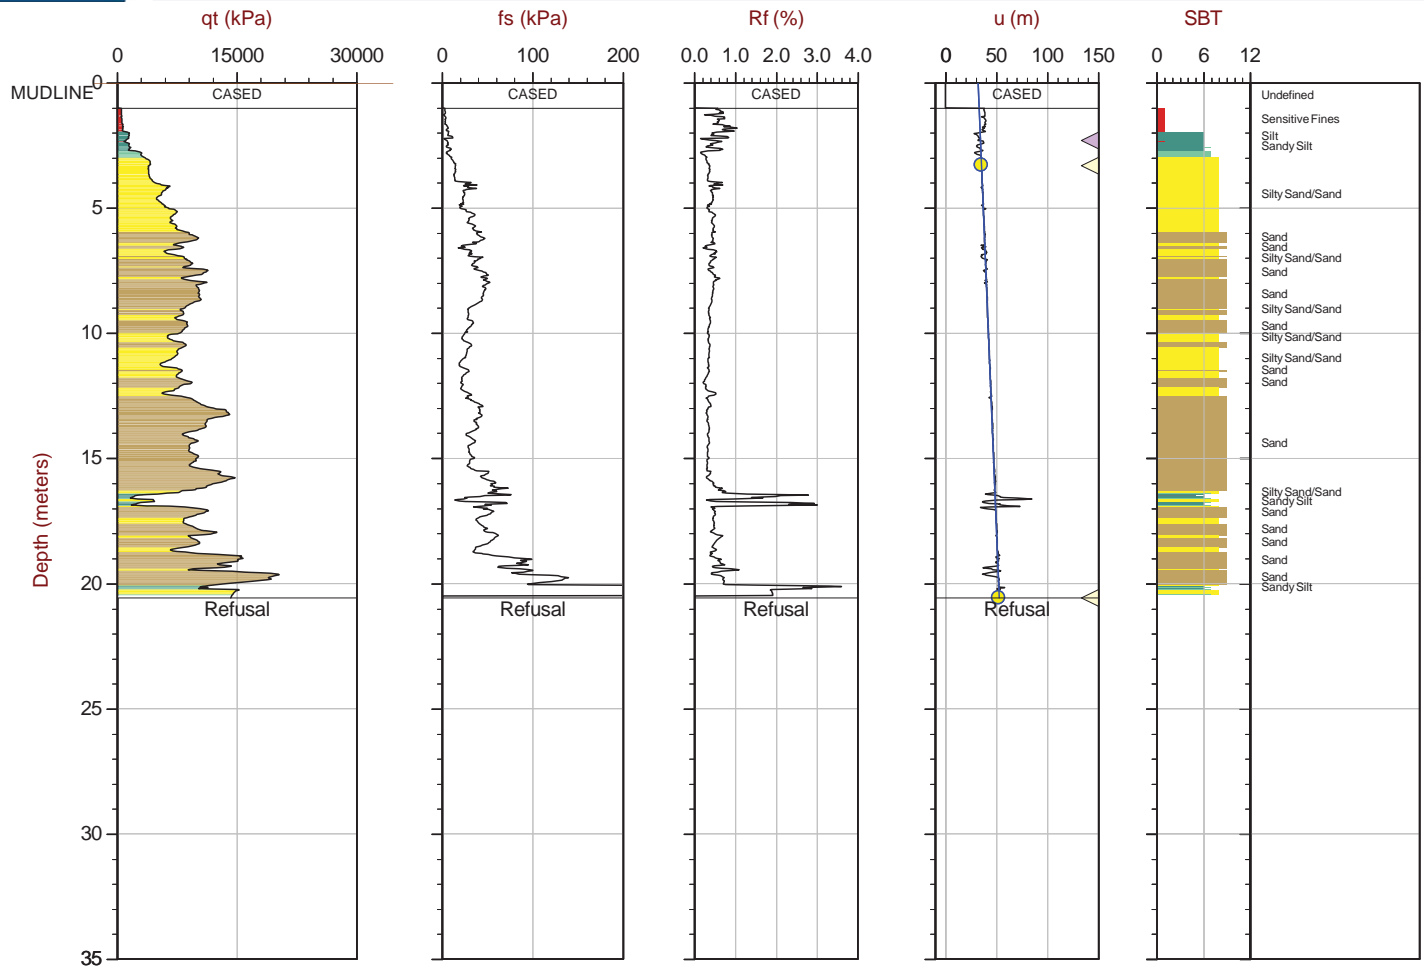 qt (kPa) fs (kPa) Rf (%) u (m) SBT
0 15000 30000 0 100 200 0.0 1.0 2.0 3.0 4.0 0 50 100 150 0 6 12
0
MUDLINE CASED CASED CASED CASED Undefined
Sensitive Fines
Silt
Sandy Silt
Silty Sand/Sand
5
Sand
Sand
Silty Sand/Sand
Sand
Sand
Silty Sand/Sand
Sand
10
Silty Sand/Sand
Silty Sand/Sand
Sand
Sand
Sand
15
Silty Sand/Sand
Sandy Silt
Sand
Sand
Sand
Sand
Sand
20
Sandy Silt
Refusal Refusal Refusal Refusal
Depth (meters)
25
30
35